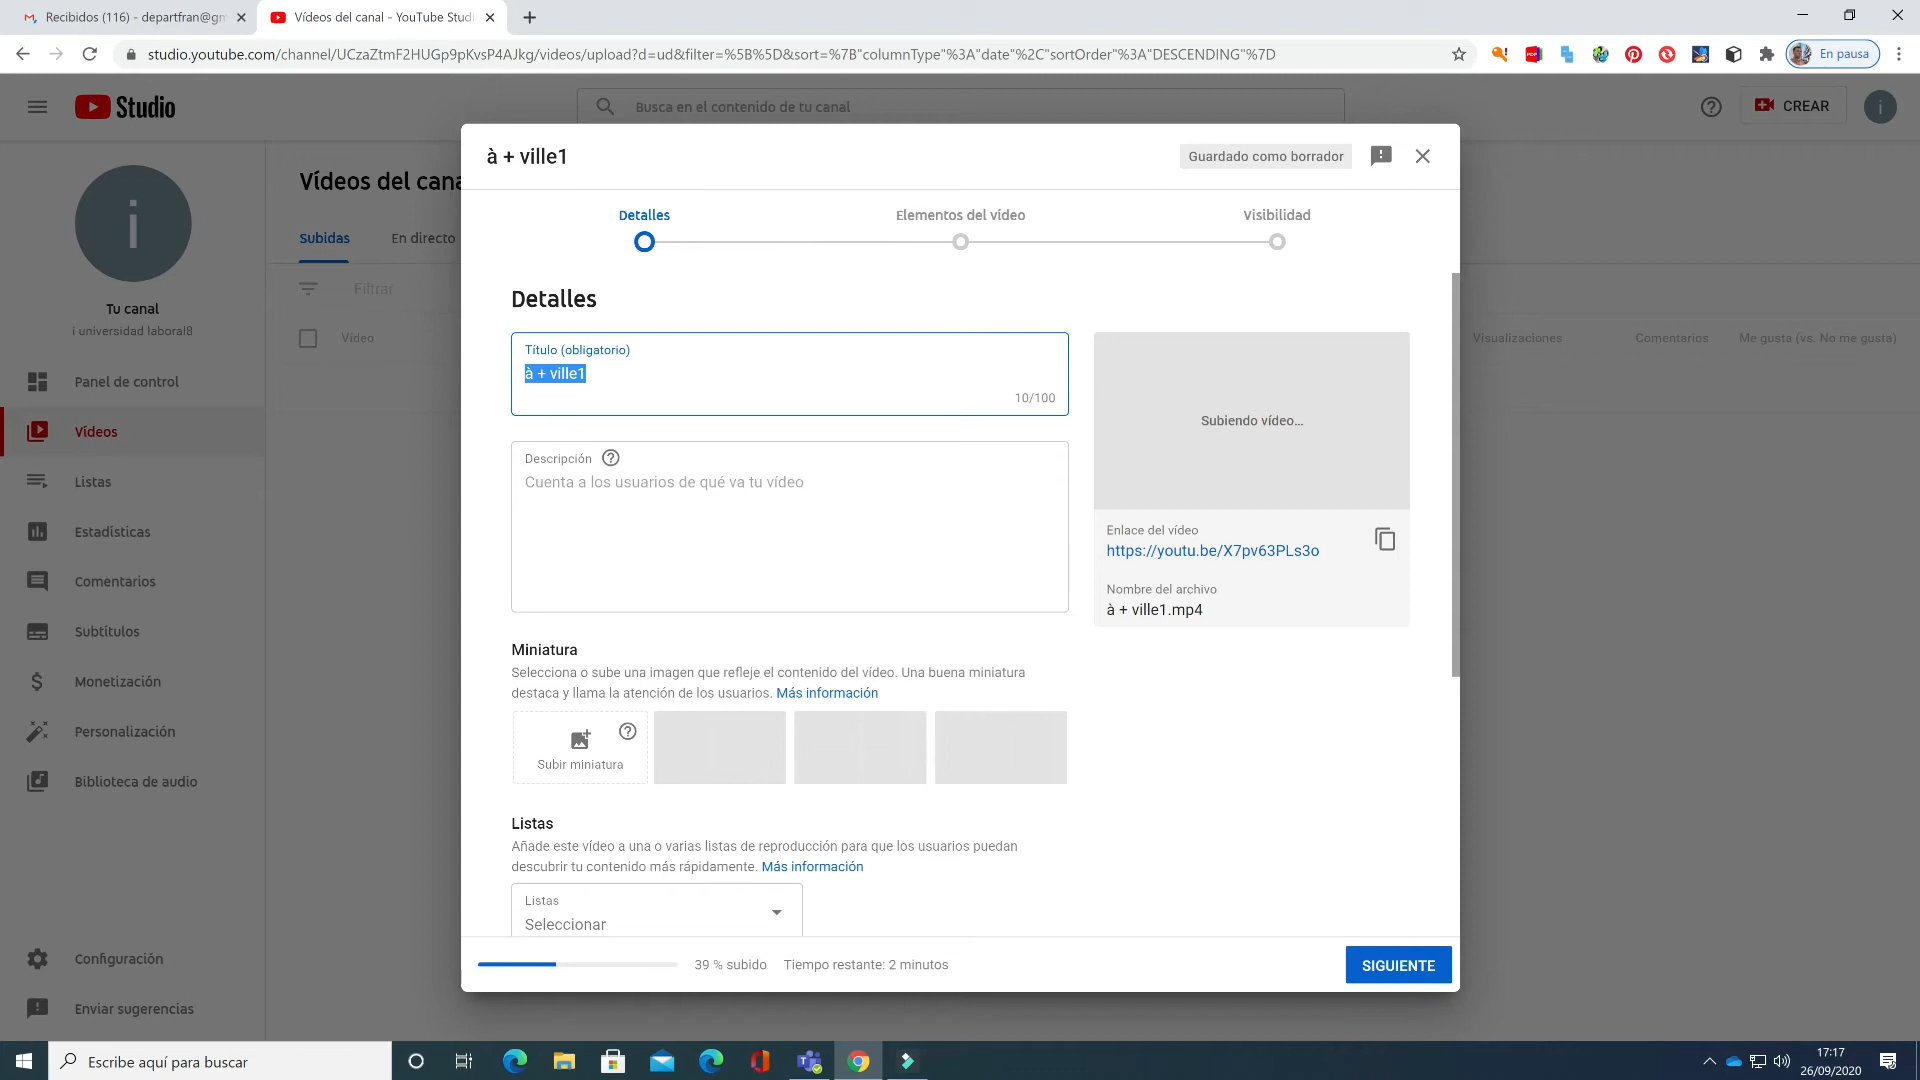 Recibidos (116) - departfran@gm
Vídeos del canal - YouTube Studi
studio.youtube.com/channel/UCzaZtmF2HUGp9pKvsP4AJkg/videos/upload?d=ud&filter=%5B%5D&sort=%7B"columnType"%3A"date"%2C"sortOrder"%3A"DESCENDING"%7D
En pausa
Studio
Busca en el contenido de tu canal
CREAR
i
à + ville1
Guardado como borrador
Vídeos del cana
Detalles
Elementos del vídeo
Visibilidad
i
Subidas
En directo
Filtrar
Detalles
Tu canal
i universidad laboral8
Vídeo
Visualizaciones
Comentarios
Me gusta (vs. No me gusta)
Título (obligatorio)
à + ville1
10/100
Panel de control
Vídeos
Listas
Estadísticas
Comentarios
Subtítulos
Monetización
Personalización
Biblioteca de audio
Configuración
Enviar sugerencias
Subiendo vídeo...
Descripción
Cuenta a los usuarios de qué va tu vídeo
Enlace del vídeo
https://youtu.be/X7pv63PLs3o
Nombre del archivo
à + ville1.mp4
Miniatura
Selecciona o sube una imagen que refleje el contenido del vídeo. Una buena miniatura
destaca y llama la atención de los usuarios. Más información
Subir miniatura
Listas
Añade este vídeo a una o varias listas de reproducción para que los usuarios puedan
descubrir tu contenido más rápidamente. Más información
Listas
Seleccionar
39 % subido
Tiempo restante: 2 minutos
SIGUIENTE
Escribe aquí para buscar
17:17
26/09/2020